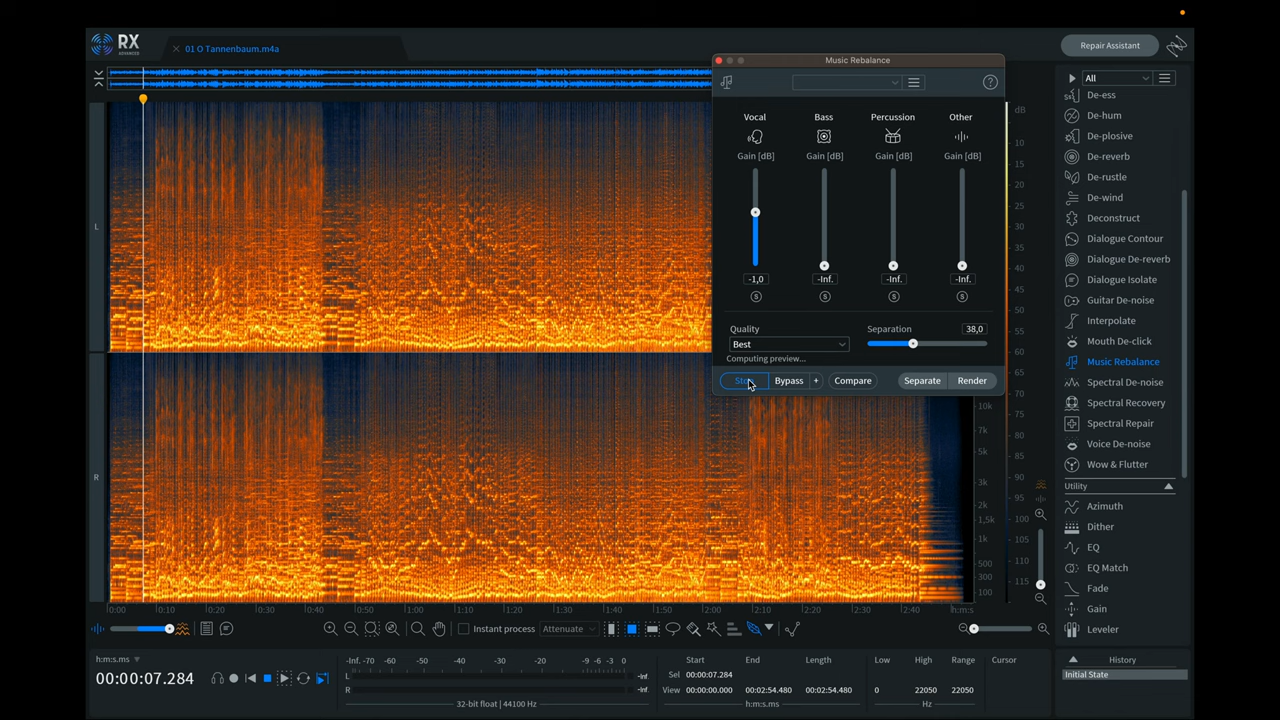 RX
ADVANCED
01 O Tannenbaum.m4a
Repair Assistant
Music Rebalance
All
Vocal
Bass
Percussion
Other
Gain [dB]
Gain [dB]
Gain [dB]
Gain [dB]
-1,0
-Inf.
-Inf.
-Inf.
S
S
S
S
Quality
Best
Separation
38,0
Computing preview...
Stop
Bypass
+
Compare
Separate
Render
L
R
dB
10
15
20
25
30
35
40
45
50
55
60
65
70
75
80
85
90
95
100
105
110
115
10k
7k
5k
3k
2k
1,5k
1k
500
300
100
De-ess
De-hum
De-plosive
De-reverb
De-rustle
De-wind
Deconstruct
Dialogue Contour
Dialogue De-reverb
Dialogue Isolate
Guitar De-noise
Interpolate
Mouth De-click
Music Rebalance
Spectral De-noise
Spectral Recovery
Spectral Repair
Voice De-noise
Wow & Flutter
Utility
Azimuth
Dither
EQ
EQ Match
Fade
Gain
Leveler
0:00 0:10 0:20 0:30 0:40 0:50 1:00 1:10 1:20 1:30 1:40 1:50 2:00 2:10 2:20 2:30 2:40 h:m:s
Instant process
Attenuate
h:m:s.ms
00:00:07.284
-Inf. -70 -60 -50 -40 -30 -20 -9 -6 -3 0
L -Inf.
R -Inf.
32-bit float | 44100 Hz
Start End Length
Sel 00:00:07.284
View 00:00:00.000 00:02:54.480 00:02:54.480
h:m:s.ms
Low High Range
0 22050 22050
Hz
Cursor
History
Initial State